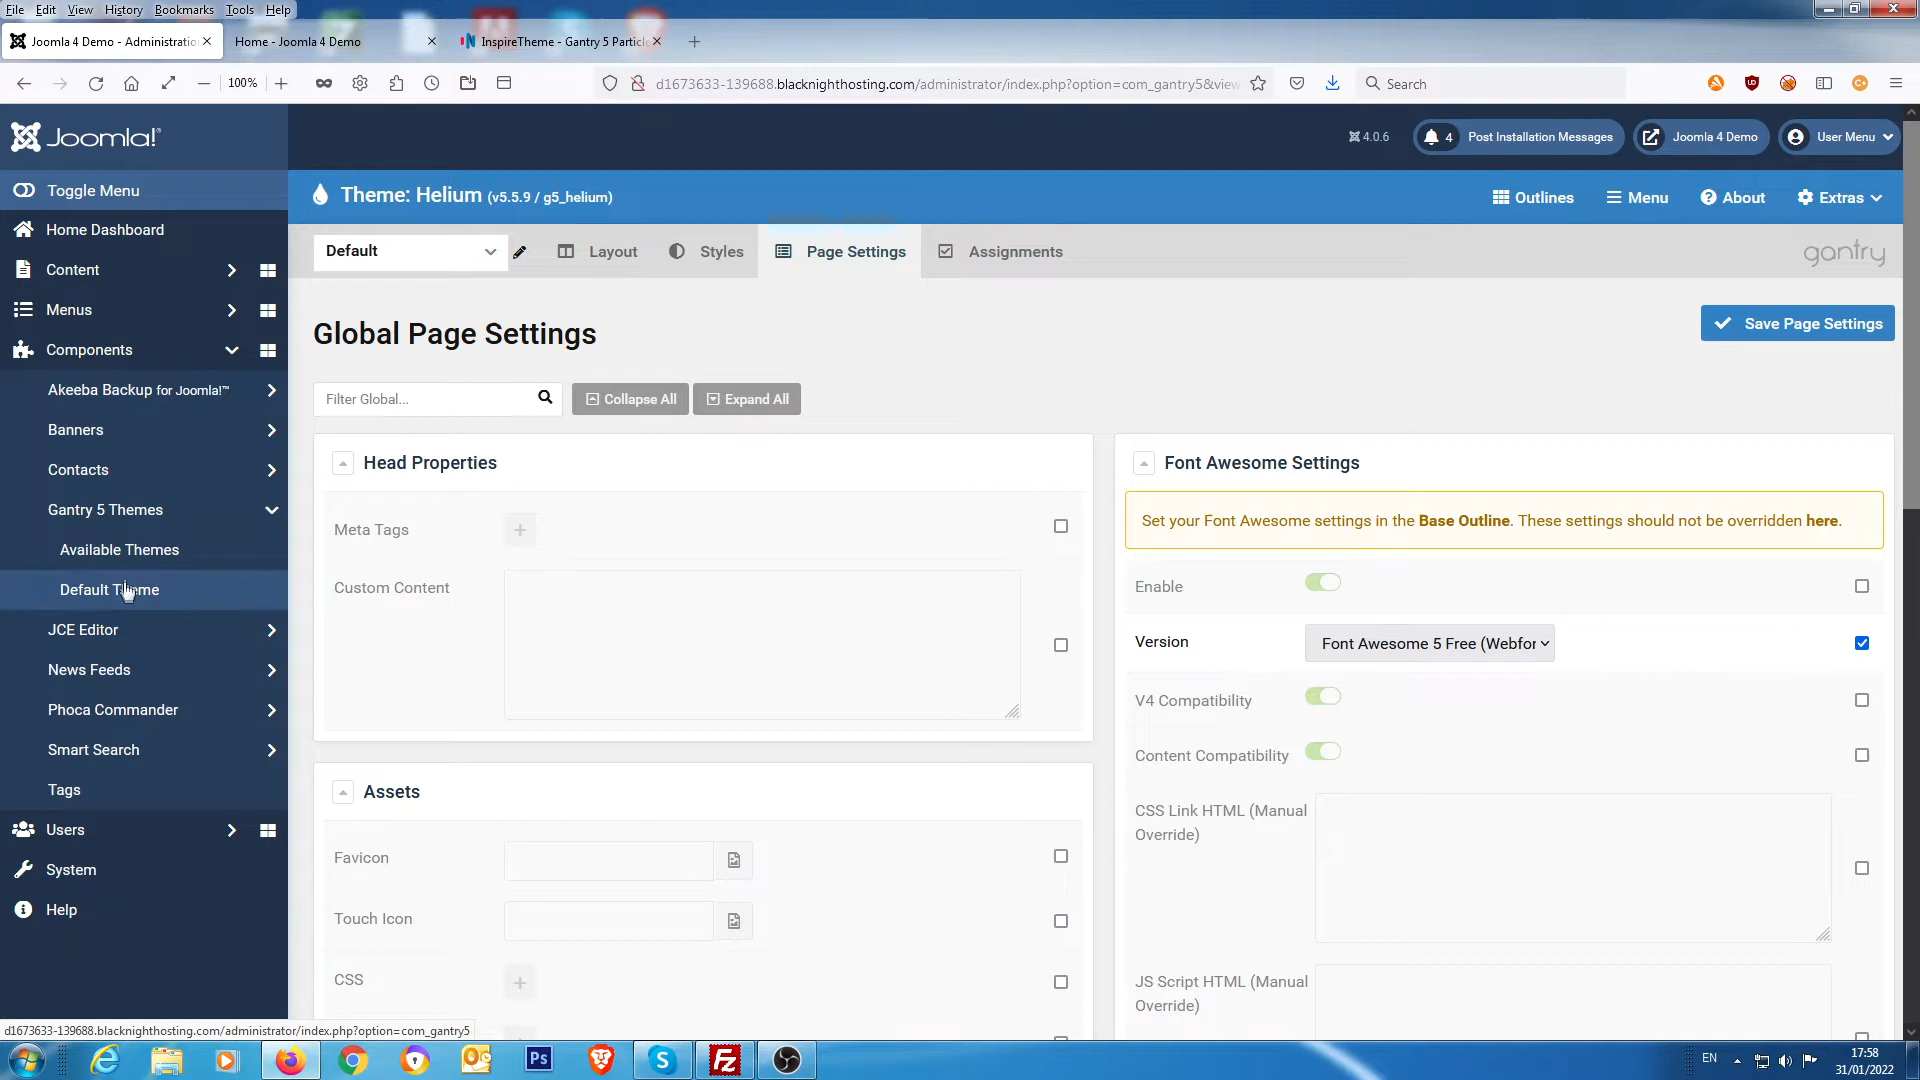 File Edit View History Bookmarks Tools Help
Joomla 4 Demo - Administratio
Home - Joomla 4 Demo
InspireTheme - Gantry 5 Particle
100%
d1673633-139688.blacknighthosting.com/administrator/index.php?option=com_gantry5&view
Search
Joomla!
4.0.6
4 Post Installation Messages
Joomla 4 Demo
User Menu
Toggle Menu
Theme: Helium (v5.5.9 / g5_helium)
Outlines
Menu
About
Extras
Home Dashboard
Content
Menus
Components
Akeeba Backup for Joomla!™
Banners
Contacts
Gantry 5 Themes
Available Themes
Default Theme
JCE Editor
News Feeds
Phoca Commander
Smart Search
Tags
Users
System
Help
Default
Layout
Styles
Page Settings
Assignments
gantry
Global Page Settings
Save Page Settings
Filter Global...
Collapse All
Expand All
Head Properties
Meta Tags
Custom Content
Assets
Favicon
Touch Icon
CSS
Font Awesome Settings
Set your Font Awesome settings in the Base Outline. These settings should not be overridden here.
Enable
Version
Font Awesome 5 Free (Webfor
V4 Compatibility
Content Compatibility
CSS Link HTML (Manual
Override)
JS Script HTML (Manual
Override)
d1673633-139688.blacknighthosting.com/administrator/index.php?option=com_gantry5
EN
17:58
31/01/2022